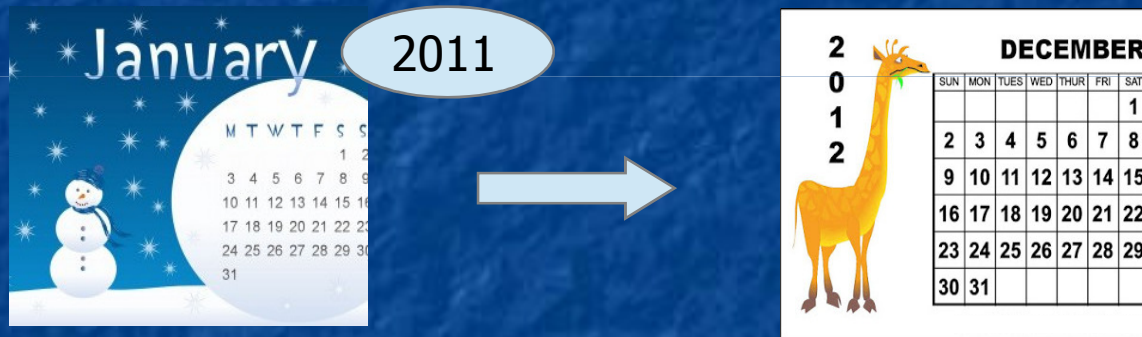 January
2011
M T W T F S S
1 2
3 4 5 6 7 8 9
10 11 12 13 14 15 16
17 18 19 20 21 22 23
24 25 26 27 28 29 30
31
2
0
1
2
DECEMBER
SUN MON TUES WED THUR FRI SAT
1
2 3 4 5 6 7 8
9 10 11 12 13 14 15
16 17 18 19 20 21 22
23 24 25 26 27 28 29
30 31